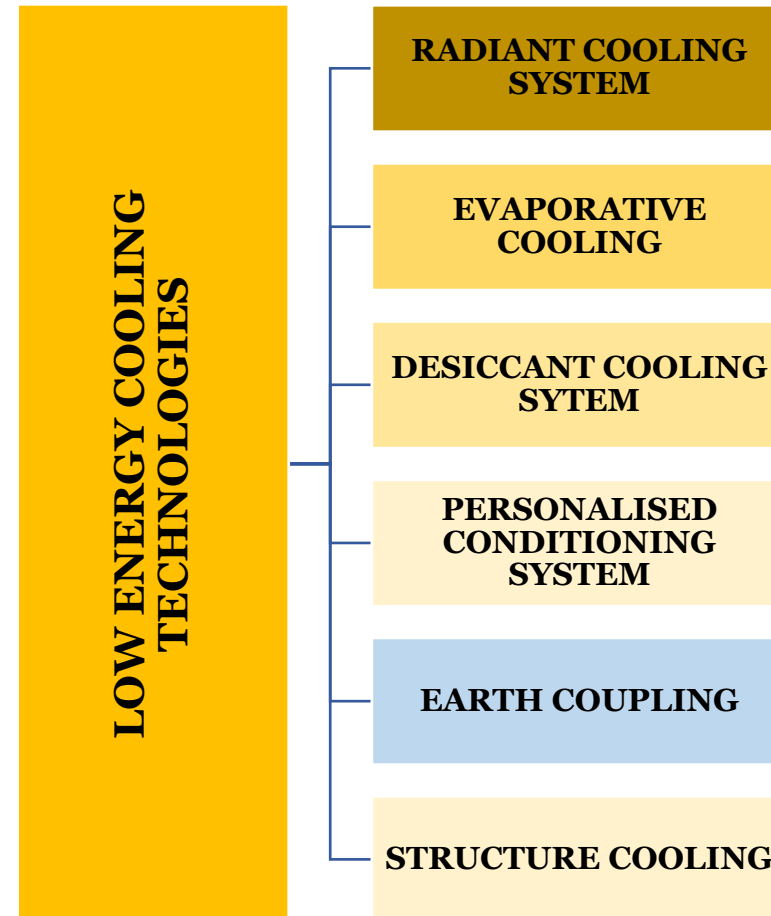 LOW ENERGY COOLING
TECHNOLOGIES
RADIANT COOLING
SYSTEM
EVAPORATIVE
COOLING
DESICCANT COOLING
SYTEM
PERSONALISED
CONDITIONING
SYSTEM
EARTH COUPLING
STRUCTURE COOLING